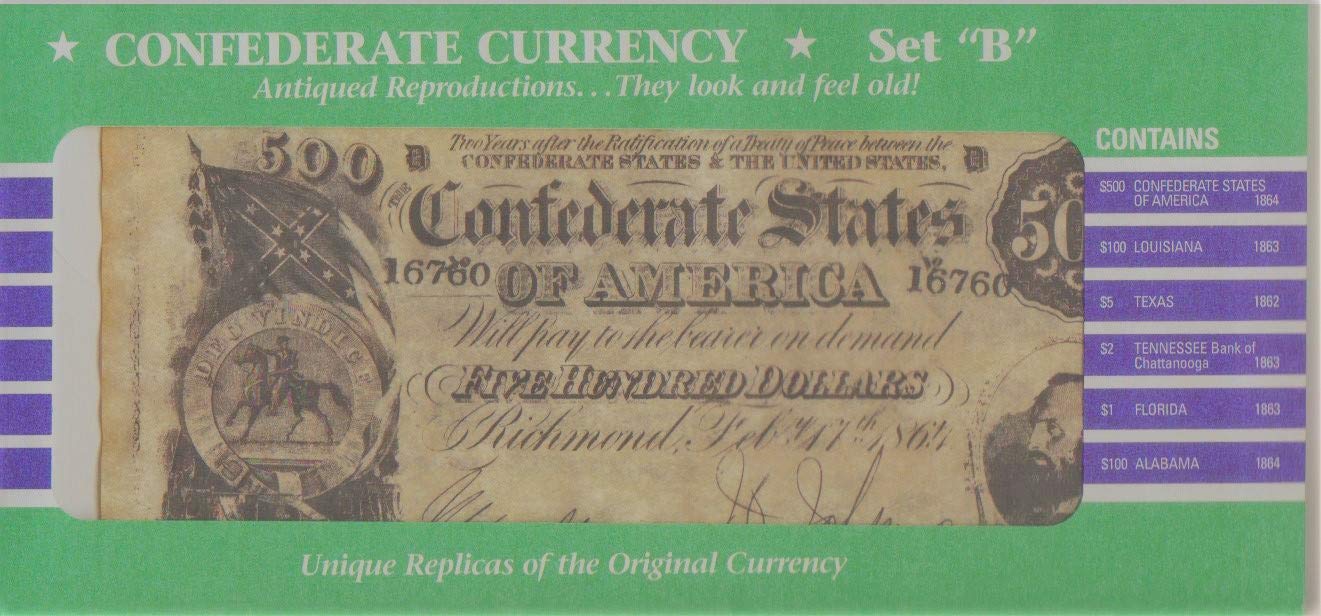 ★ CONFEDERATE CURRENCY ★ Set “B”
Antiqued Reproductions...They look and feel old!
500 D Two Years after the Ratification of a Treaty of Peace between the D
CONFEDERATE STATES & THE UNITED STATES,
THE
Confederate States
50
16760 OF AMERICA 16760
Will pay to the bearer on demand
FIVE HUNDRED DOLLARS
Richmond, Feby. 17th, 1864
DEO VINDICE
CONTAINS
$500 CONFEDERATE STATES
OF AMERICA 1864
$100 LOUISIANA 1863
$5 TEXAS 1862
$2 TENNESSEE Bank of
Chattanooga 1863
$1 FLORIDA 1863
$100 ALABAMA 1864
Unique Replicas of the Original Currency